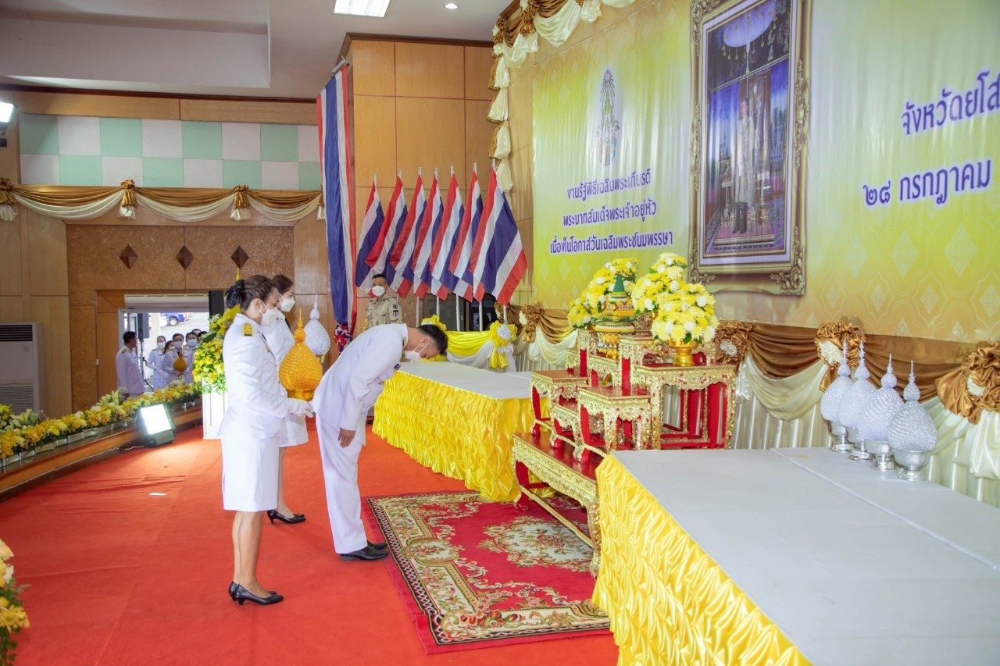 งานรัฐพิธีเฉลิมพระเกียรติ
พระบาทสมเด็จพระเจ้าอยู่หัว
เนื่องในโอกาสวันเฉลิมพระชนมพรรษา
จังหวัดยโส
๒๘ กรกฎาคม